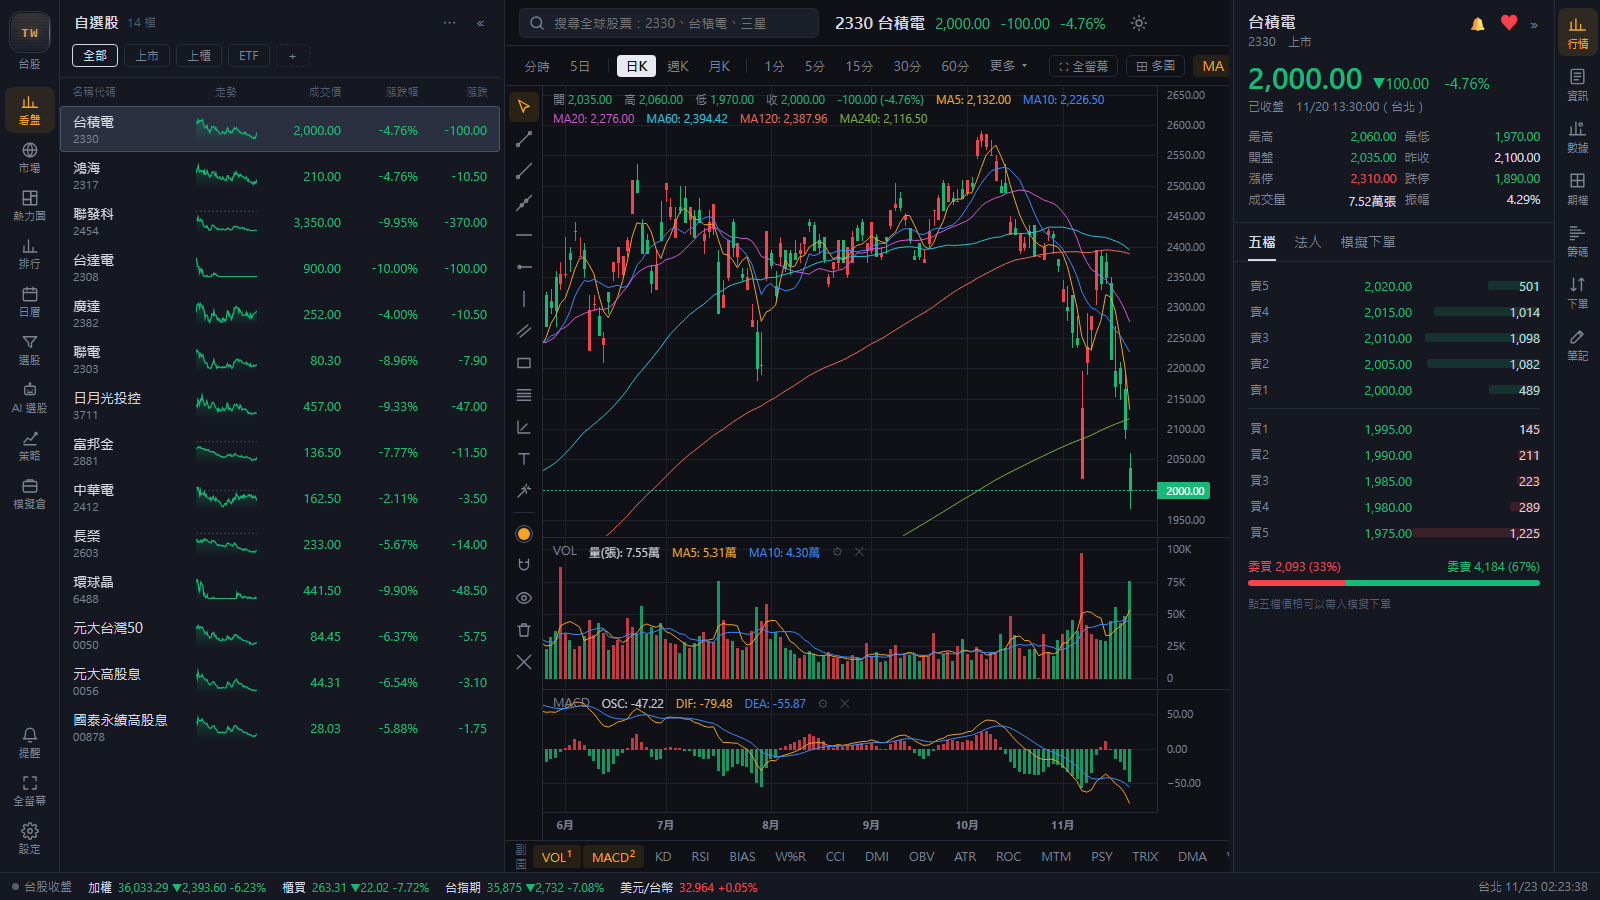 TW
台股
看盤
市場
熱力圖
排行
日曆
選股
AI 選股
策略
模擬倉
提醒
全螢幕
設定
自選股 14 檔 ··· «
全部 上市 上櫃 ETF +
名稱代碼 走勢 成交價 漲跌幅 漲跌
台積電 2,000.00 -4.76% -100.00
2330
鴻海 210.00 -4.76% -10.50
2317
聯發科 3,350.00 -9.95% -370.00
2454
台達電 900.00 -10.00% -100.00
2308
廣達 252.00 -4.00% -10.50
2382
聯電 80.30 -8.96% -7.90
2303
日月光投控 457.00 -9.33% -47.00
3711
富邦金 136.50 -7.77% -11.50
2881
中華電 162.50 -2.11% -3.50
2412
長榮 233.00 -5.67% -14.00
2603
環球晶 441.50 -9.90% -48.50
6488
元大台灣50 84.45 -6.37% -5.75
0050
元大高股息 44.31 -6.54% -3.10
0056
國泰永續高股息 28.03 -5.88% -1.75
00878
搜尋全球股票：2330、台積電、三星
2330 台積電 2,000.00 -100.00 -4.76%
分時 5日 日K 週K 月K 1分 5分 15分 30分 60分 更多 全螢幕 多圖 MA
開 2,035.00 高 2,060.00 低 1,970.00 收 2,000.00 -100.00 (-4.76%) MA5: 2,132.00 MA10: 2,226.50
MA20: 2,276.00 MA60: 2,394.42 MA120: 2,387.96 MA240: 2,116.50
2650.00
2600.00
2550.00
2500.00
2450.00
2400.00
2350.00
2300.00
2250.00
2200.00
2150.00
2100.00
2050.00
2000.00
1950.00
VOL 量(張): 7.55萬 MA5: 5.31萬 MA10: 4.30萬
100K
75K
50K
25K
0
MACD OSC: -47.22 DIF: -79.48 DEA: -55.87
50.00
0.00
-50.00
6月 7月 8月 9月 10月 11月
副圖 VOL1 MACD2 KD RSI BIAS W%R CCI DMI OBV ATR ROC MTM PSY TRIX DMA
台積電 »
2330 上市
2,000.00 ▼100.00 -4.76%
已收盤 11/20 13:30:00 ( 台北 )
最高 2,060.00 最低 1,970.00
開盤 2,035.00 昨收 2,100.00
漲停 2,310.00 跌停 1,890.00
成交量 7.52萬張 振幅 4.29%
五檔 法人 模擬下單
賣5 2,020.00 501
賣4 2,015.00 1,014
賣3 2,010.00 1,098
賣2 2,005.00 1,082
賣1 2,000.00 489
買1 1,995.00 145
買2 1,990.00 211
買3 1,985.00 223
買4 1,980.00 289
買5 1,975.00 1,225
委買 2,093 (33%) 委賣 4,184 (67%)
點五檔價格可以帶入模擬下單
行情
資訊
數據
期權
籌碼
下單
筆記
台股收盤 加權 36,033.29 ▼2,393.60 -6.23% 櫃買 263.31 ▼22.02 -7.72% 台指期 35,875 ▼2,732 -7.08% 美元/台幣 32.964 +0.05% 台北 11/23 02:23:38